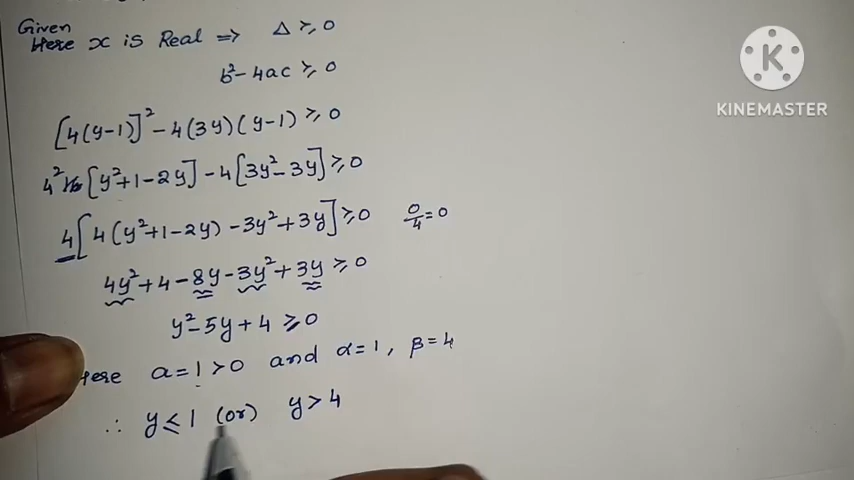 Given
Here x is Real ⇒ Δ ≥ 0
b² - 4ac ≥ 0
[4(y-1)]² - 4(3y)(y-1) ≥ 0
4² [y²+1-2y] - 4[3y²-3y] ≥ 0
4[4(y²+1-2y) - 3y²+3y] ≥ 0 0/4 = 0
4y²+4-8y-3y²+3y ≥ 0
y²-5y+4 ≥ 0
Here a=1>0 and α=1, β=4
∴ y ≤ 1 (or) y > 4
K
KINEMASTER